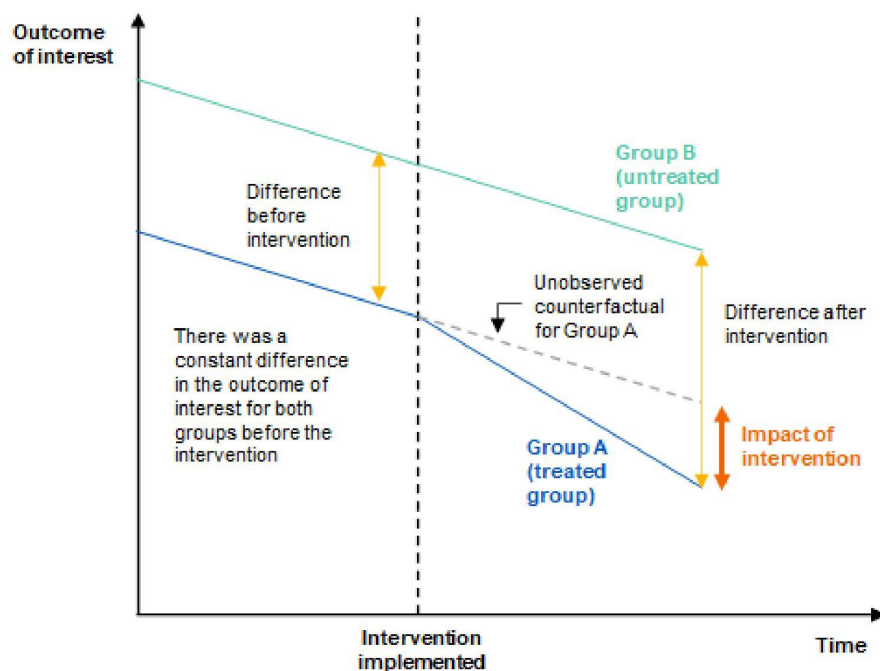 Outcome
of interest
Group B
(untreated
group)
Difference
before
intervention
Unobserved
counterfactual
for Group A
Difference after
intervention
There was a
constant difference
in the outcome of
interest for both
groups before the
intervention
Group A
(treated
group)
Impact of
intervention
Intervention
implemented
Time